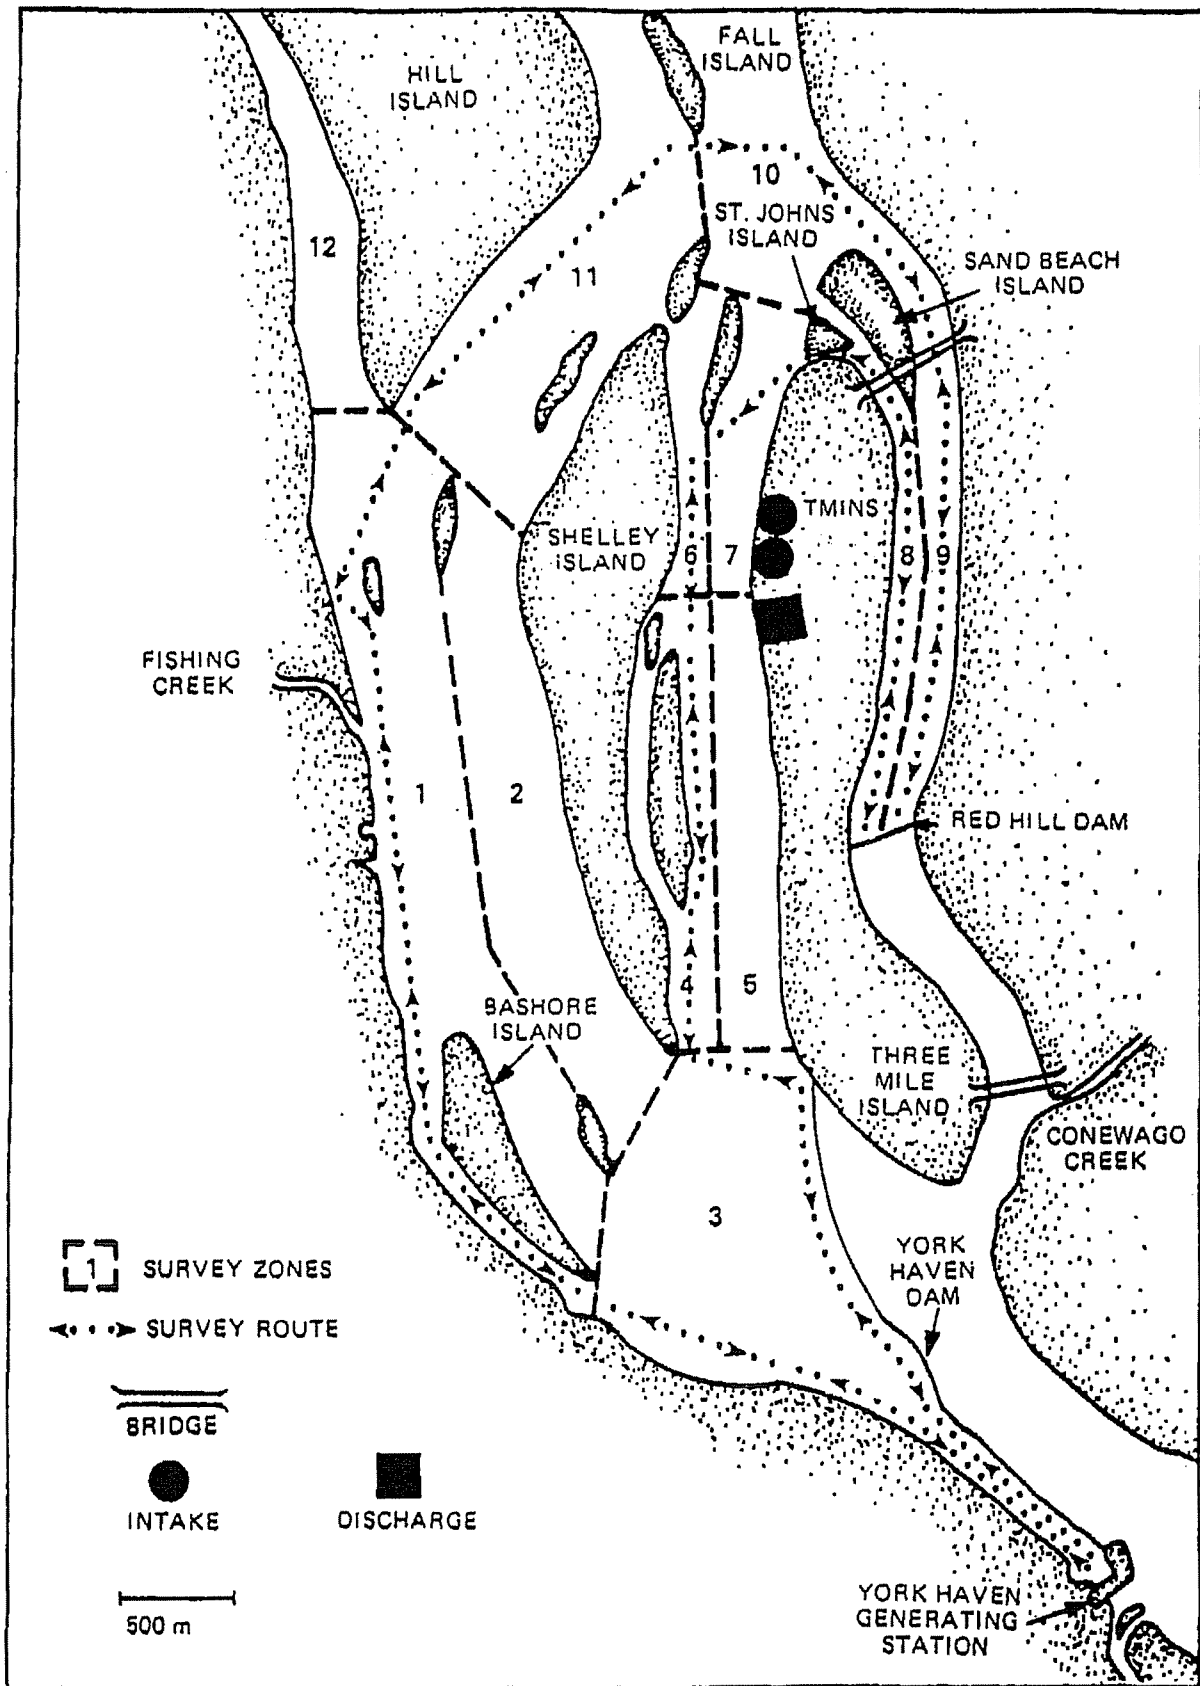 FALL
ISLAND
HILL
ISLAND
10
ST. JOHNS
ISLAND
12
11
SAND BEACH
ISLAND
TMINS
SHELLEY
ISLAND
6
7
8
9
FISHING
CREEK
1
2
RED HILL DAM
4
5
BASHORE
ISLAND
THREE
MILE
ISLAND
CONEWAGO
CREEK
3
YORK
HAVEN
DAM
1 SURVEY ZONES
SURVEY ROUTE
BRIDGE
INTAKE
DISCHARGE
500 m
YORK HAVEN
GENERATING
STATION